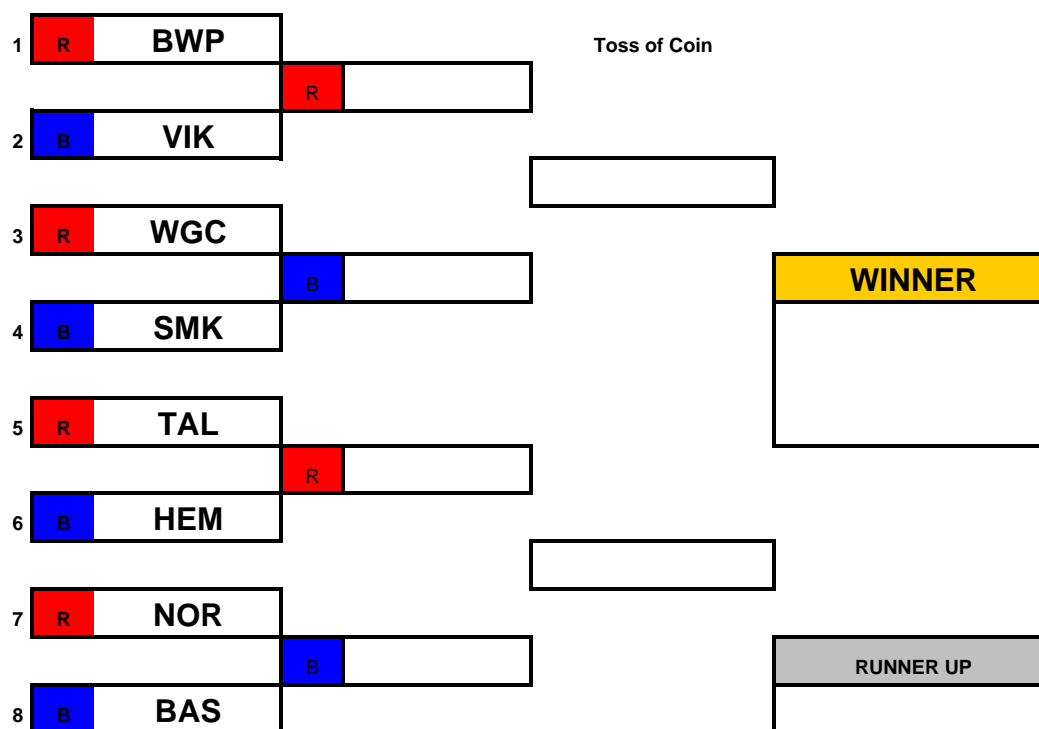 1 R BWP Toss of Coin
R
2 B VIK
3 R WGC
B WINNER
4 B SMK
5 R TAL
R
6 B HEM
7 R NOR
B RUNNER UP
8 B BAS